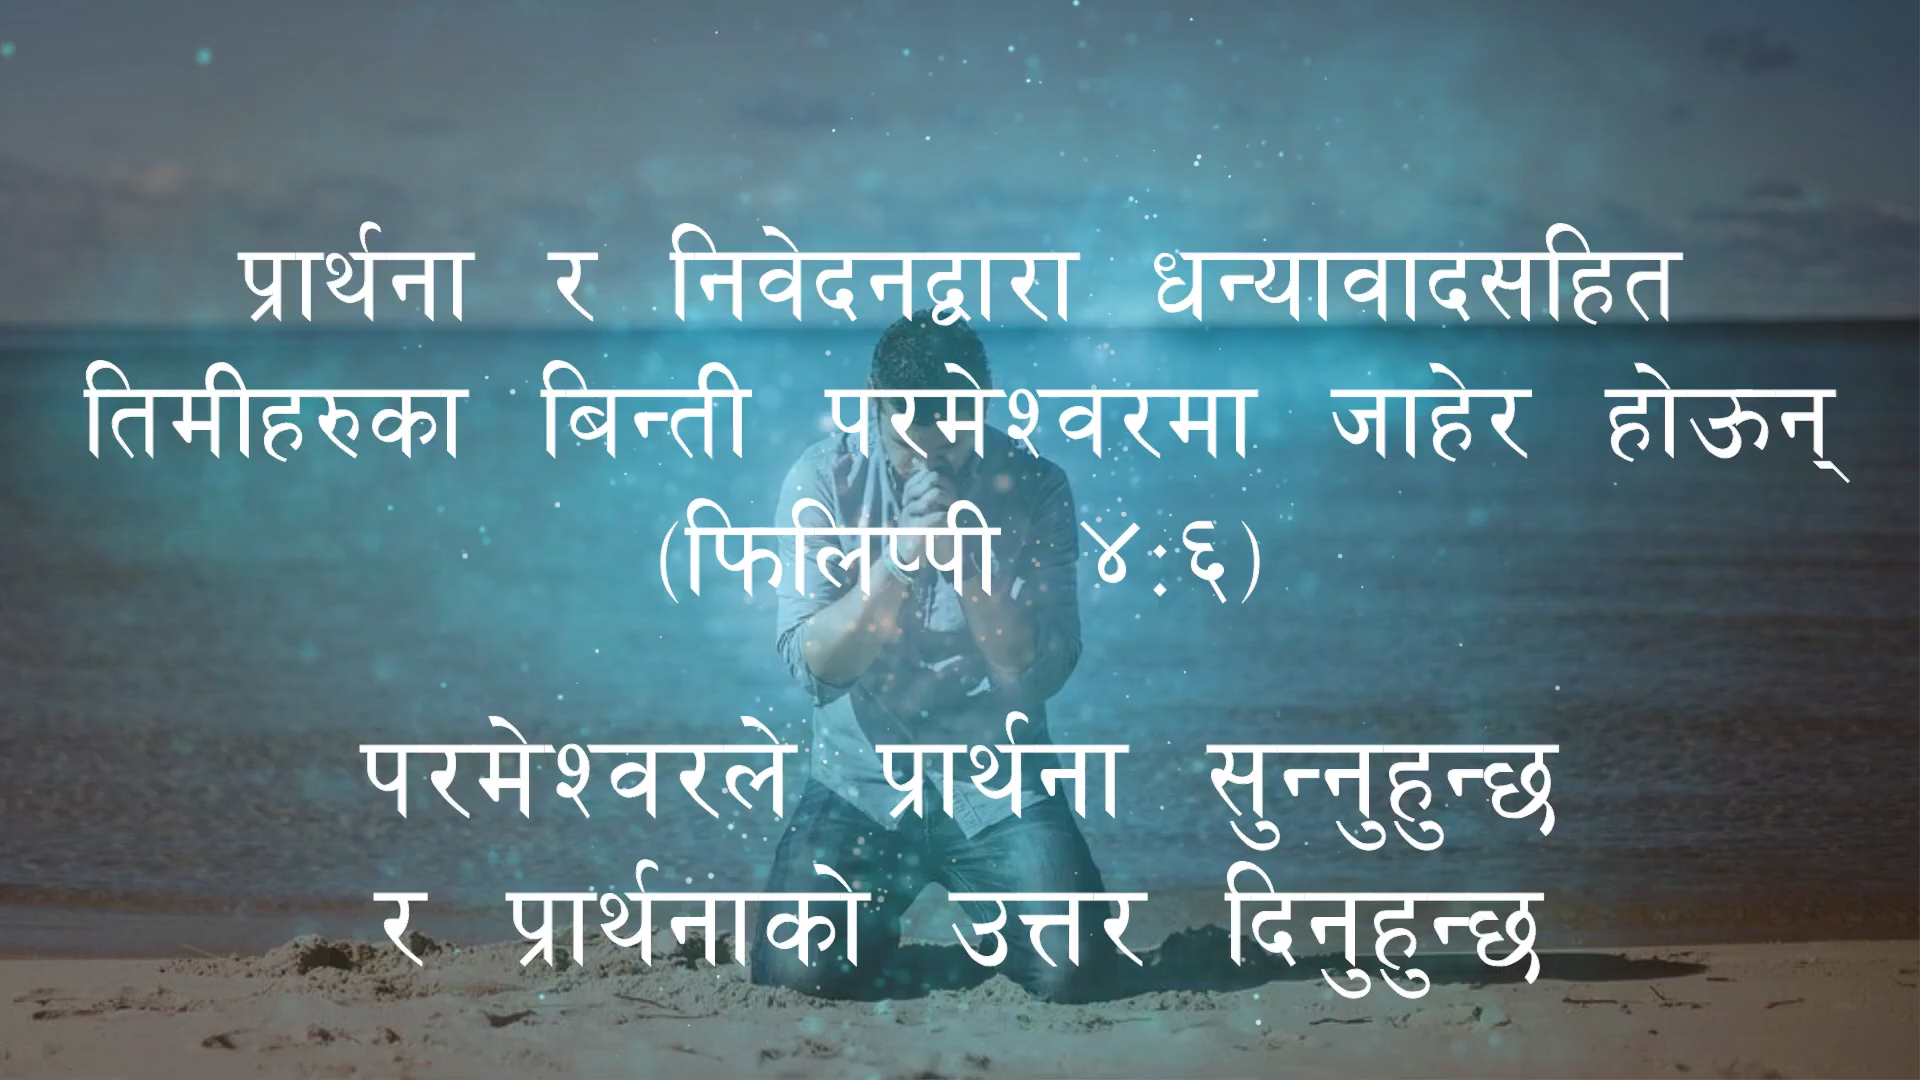 प्रार्थना र निवेदनद्वारा धन्यावादसहित
तिमीहरुका बिन्ती परमेश्वरमा जाहेर होऊन्
(फिलिप्पी ४:६)
परमेश्वरले प्रार्थना सुन्नुहुन्छ
र प्रार्थनाको उत्तर दिनुहुन्छ